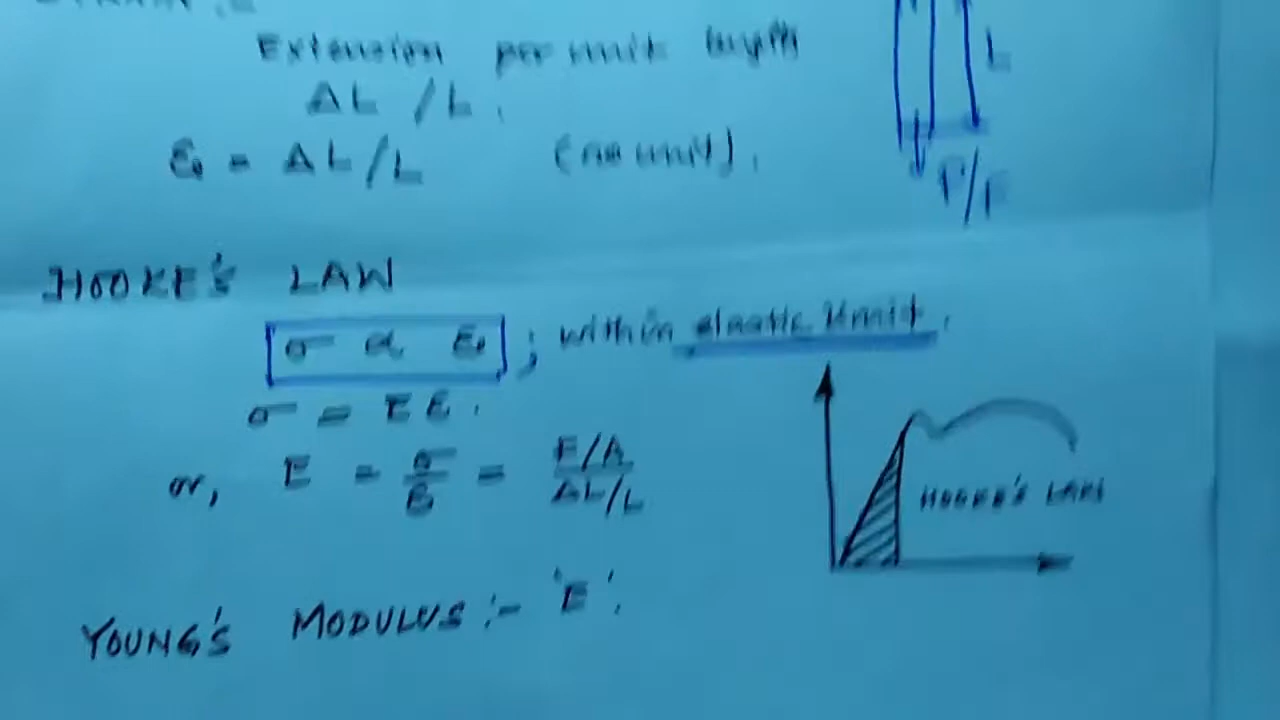 Extension per unit length
ΔL / L.
L
ε = ΔL/L (no unit).
HOOKE'S LAW
σ α ε ; within elastic limit.
σ = Eε.
or, E = σ/ε = F/A / ΔL/L
HOOKE'S LAW
YOUNG'S MODULUS :- 'E'.